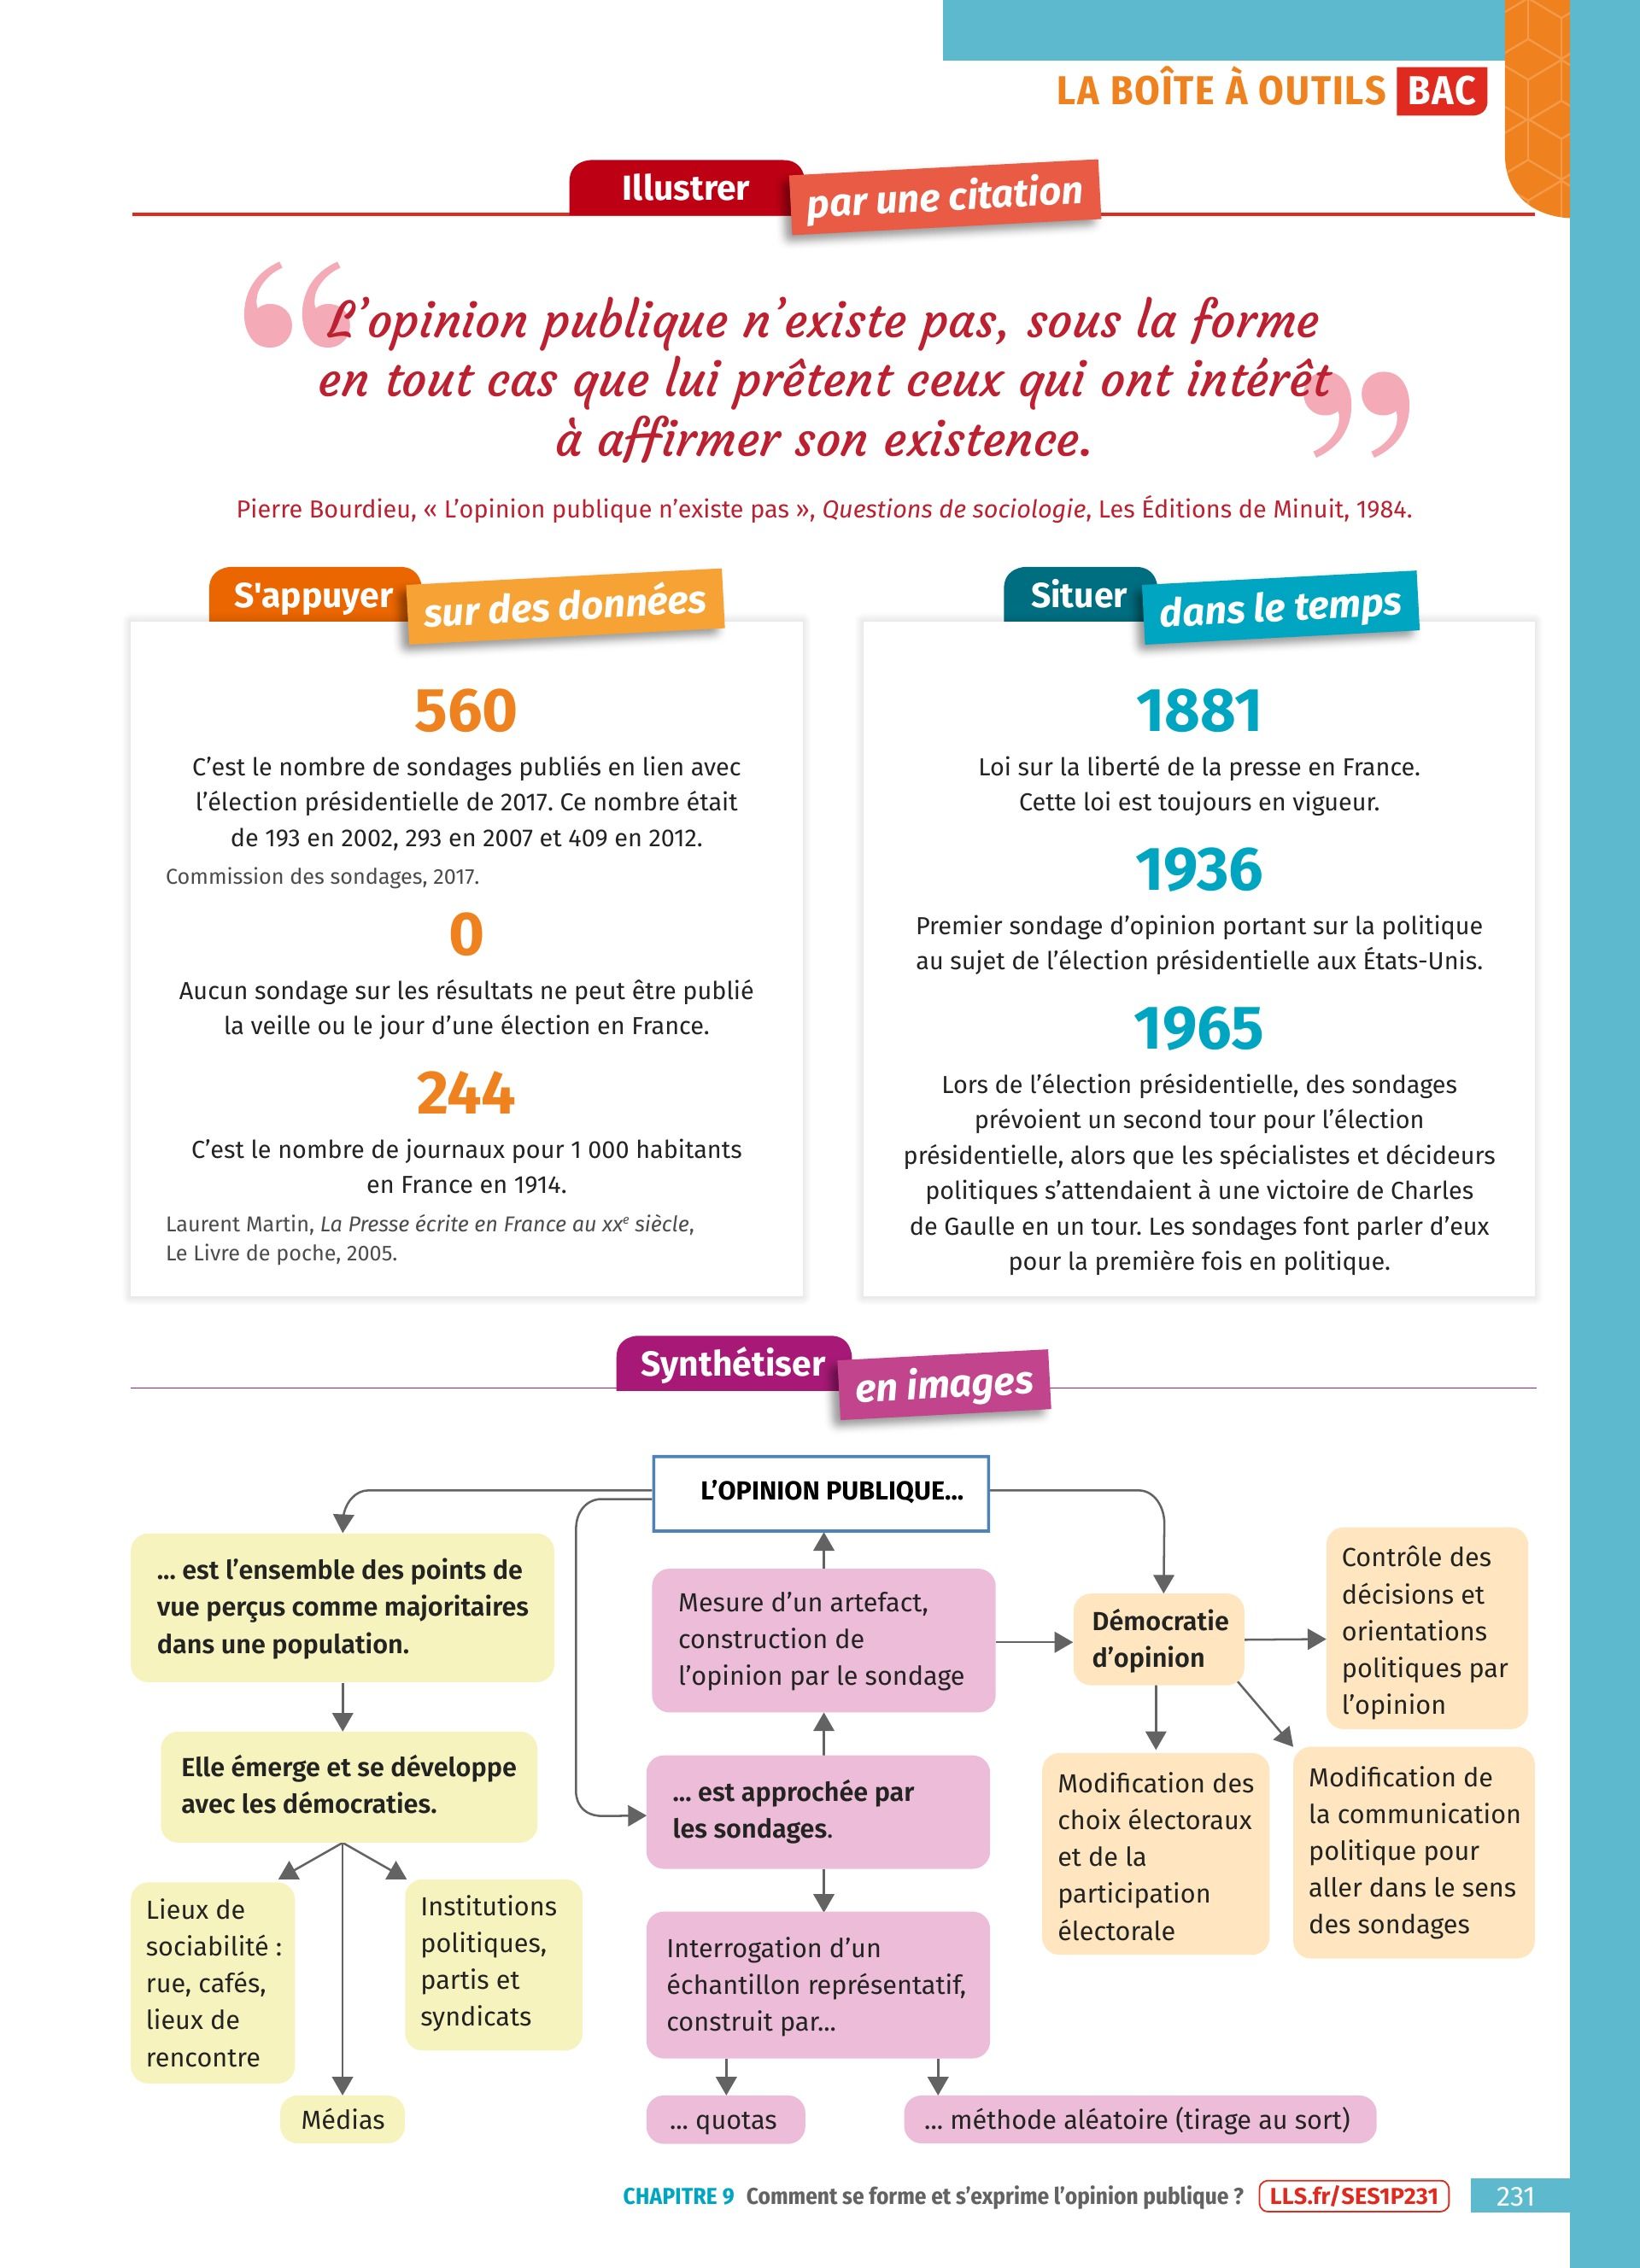 LA BOÎTE À OUTILS BAC
Illustrer par une citation
“L’opinion publique n’existe pas, sous la forme
en tout cas que lui prêtent ceux qui ont intérêt
à affirmer son existence.”
Pierre Bourdieu, « L’opinion publique n’existe pas », Questions de sociologie, Les Éditions de Minuit, 1984.
S'appuyer sur des données
560
C’est le nombre de sondages publiés en lien avec
l’élection présidentielle de 2017. Ce nombre était
de 193 en 2002, 293 en 2007 et 409 en 2012.
Commission des sondages, 2017.
0
Aucun sondage sur les résultats ne peut être publié
la veille ou le jour d’une élection en France.
244
C’est le nombre de journaux pour 1 000 habitants
en France en 1914.
Laurent Martin, La Presse écrite en France au XXe siècle,
Le Livre de poche, 2005.
Situer dans le temps
1881
Loi sur la liberté de la presse en France.
Cette loi est toujours en vigueur.
1936
Premier sondage d’opinion portant sur la politique
au sujet de l’élection présidentielle aux États-Unis.
1965
Lors de l’élection présidentielle, des sondages
prévoient un second tour pour l’élection
présidentielle, alors que les spécialistes et décideurs
politiques s’attendaient à une victoire de Charles
de Gaulle en un tour. Les sondages font parler d’eux
pour la première fois en politique.
Synthétiser en images
L’OPINION PUBLIQUE...
... est l’ensemble des points de
vue perçus comme majoritaires
dans une population.
Elle émerge et se développe
avec les démocraties.
Lieux de
sociabilité :
rue, cafés,
lieux de
rencontre
Institutions
politiques,
partis et
syndicats
Médias
Mesure d’un artefact,
construction de
l’opinion par le sondage
... est approchée par
les sondages.
Interrogation d’un
échantillon représentatif,
construit par...
... quotas
... méthode aléatoire (tirage au sort)
Démocratie
d’opinion
Contrôle des
décisions et
orientations
politiques par
l’opinion
Modification des
choix électoraux
et de la
participation
électorale
Modification de
la communication
politique pour
aller dans le sens
des sondages
CHAPITRE 9 Comment se forme et s’exprime l’opinion publique ? LLS.fr/SES1P231 231